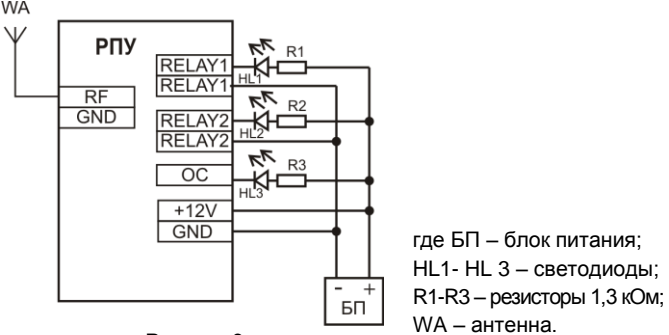 WA
РПУ
RF
GND
RELAY1
RELAY1
RELAY2
RELAY2
OC
+12V
GND
HL1
R1
HL2
R2
HL3
R3
- +
БП
где БП – блок питания;
HL1- HL 3 – светодиоды;
R1-R3 – резисторы 1,3 кОм;
WA – антенна.